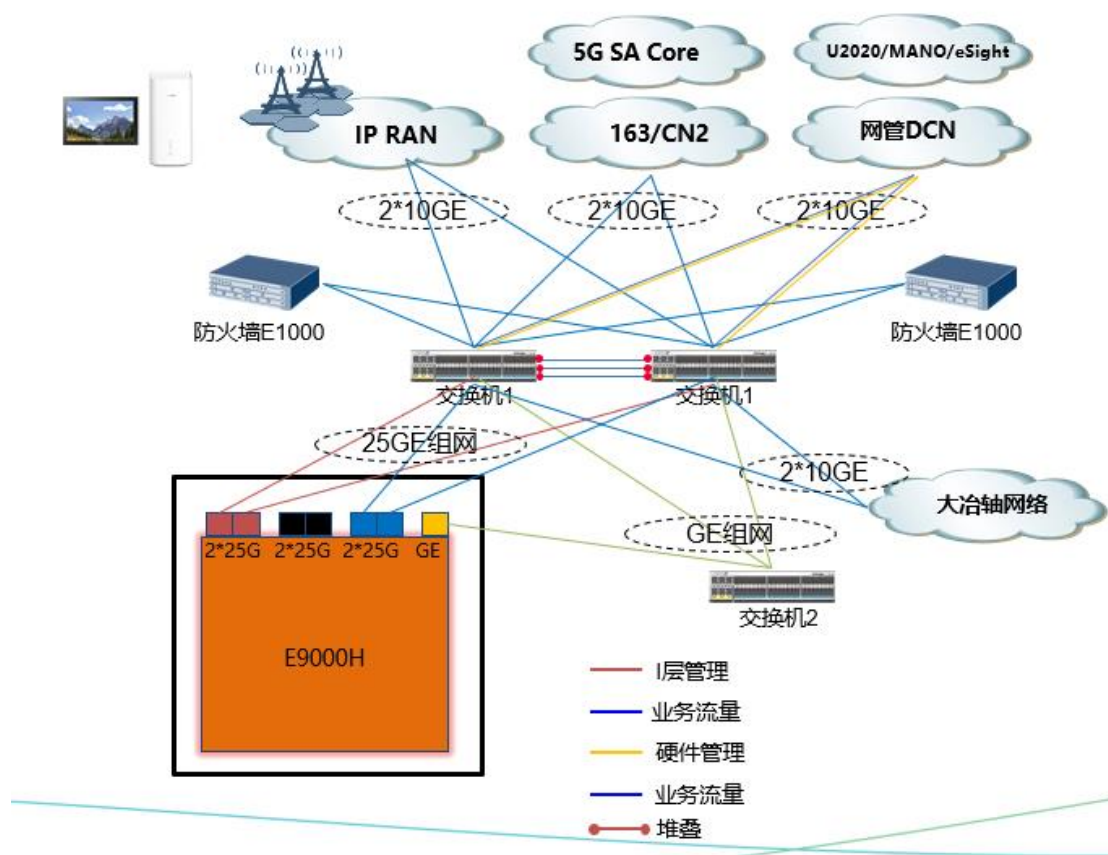 5G SA Core
U2020/MANO/eSight
IP RAN
163/CN2
网管DCN
2*10GE
2*10GE
2*10GE
防火墙E1000
防火墙E1000
交换机1
交换机1
25GE组网
2*10GE
大冶轴网络
2*25G
2*25G
2*25G
GE
GE组网
交换机2
E9000H
I层管理
业务流量
硬件管理
业务流量
堆叠